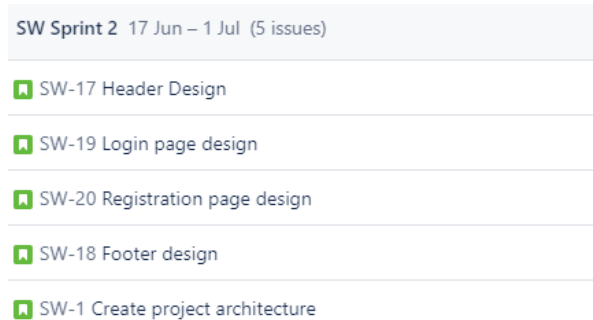 SW Sprint 2 17 Jun – 1 Jul (5 issues)
SW-17 Header Design
SW-19 Login page design
SW-20 Registration page design
SW-18 Footer design
SW-1 Create project architecture